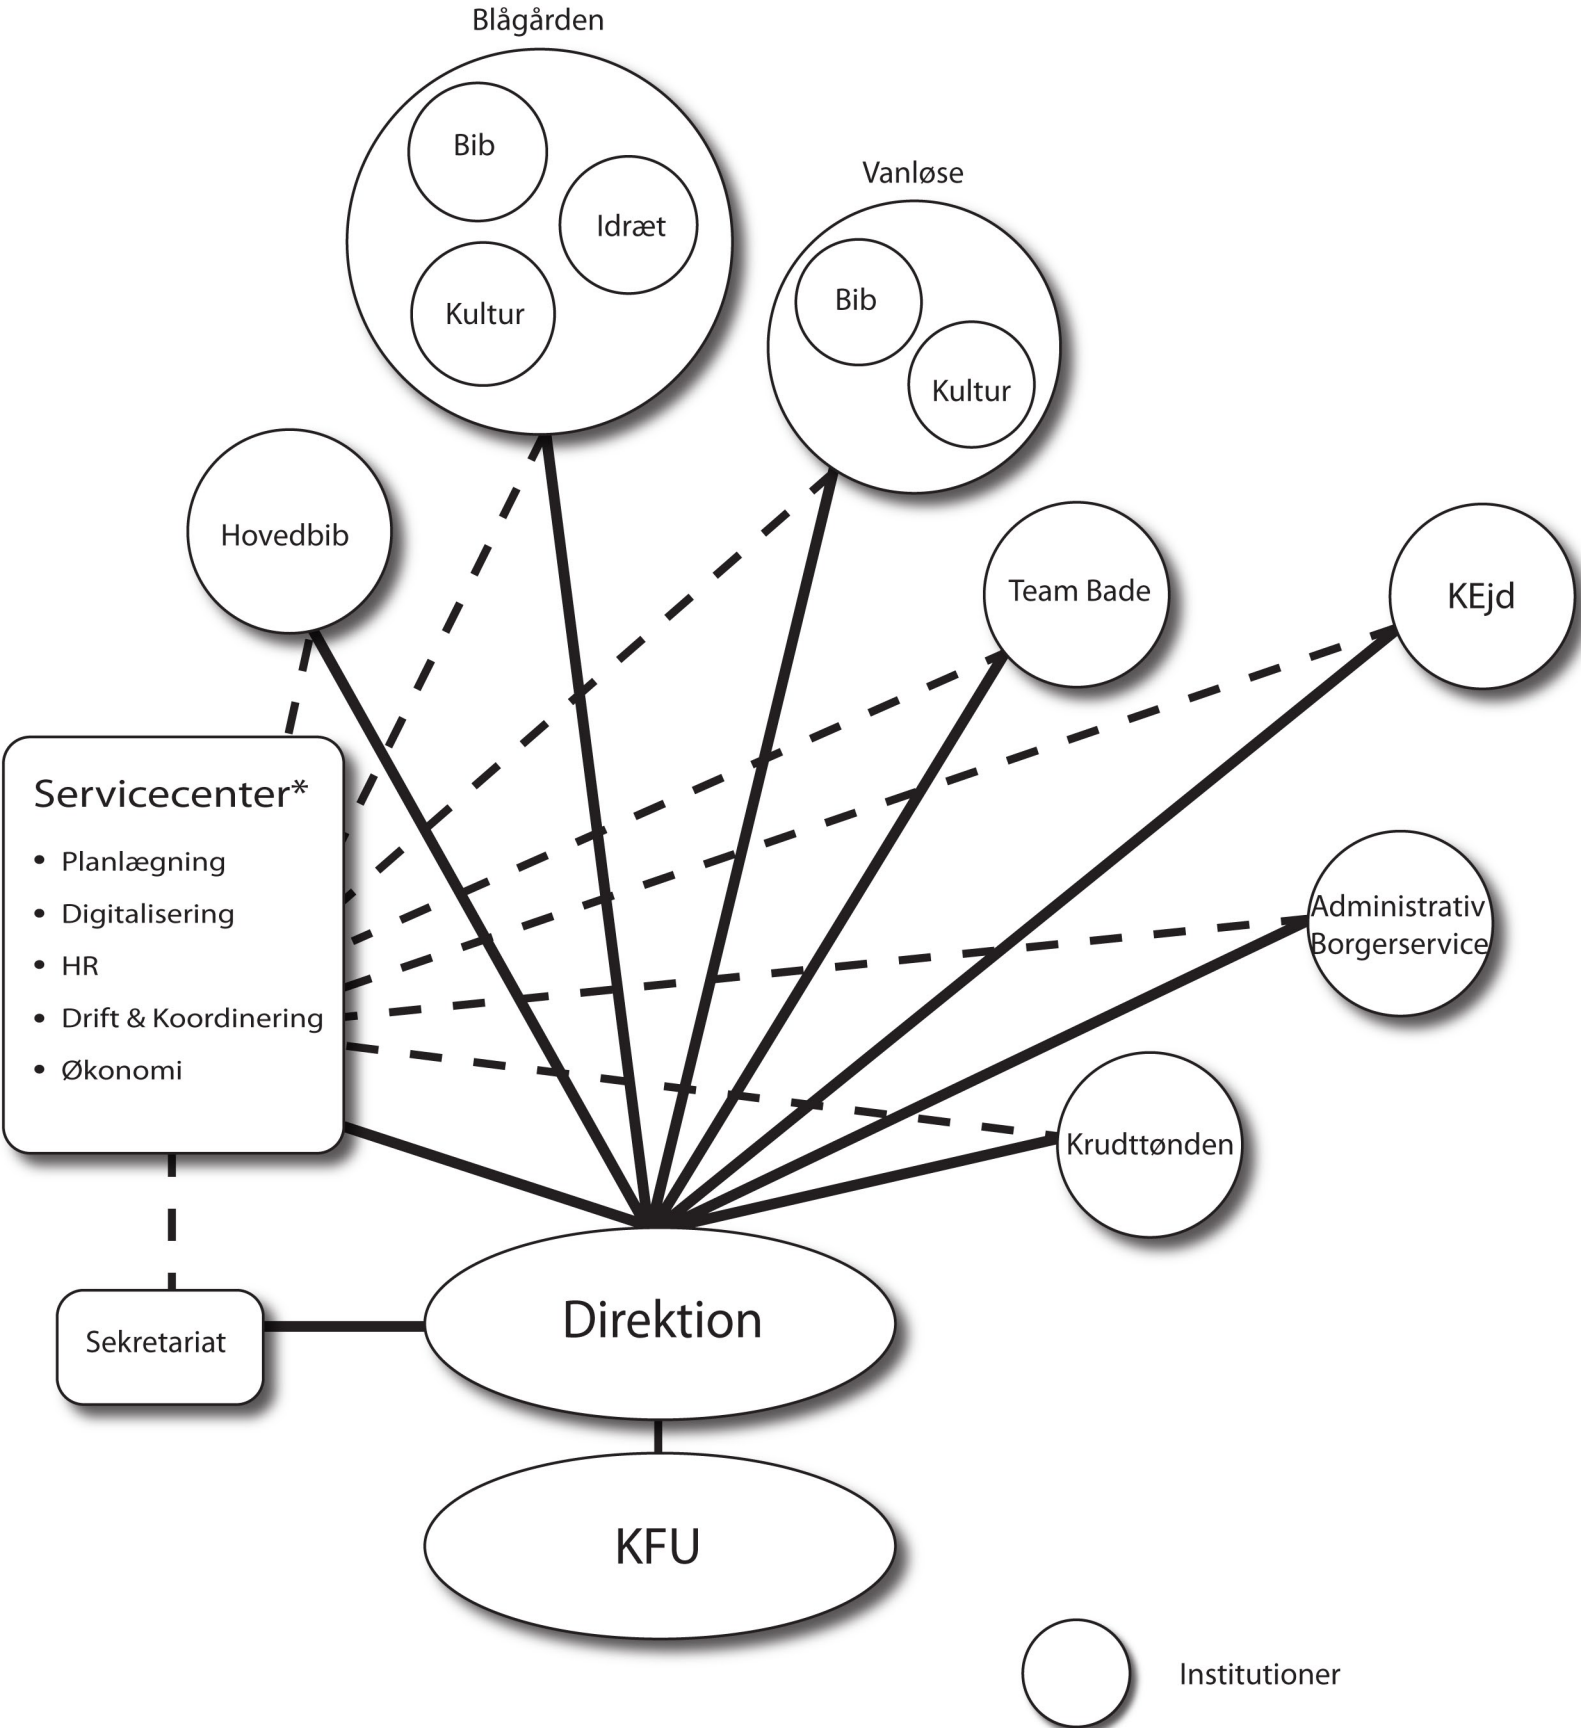 Blågården
Bib
Idræt
Kultur
Vanløse
Bib
Kultur
Hovedbib
Team Bade
KEjd
Servicecenter*
• Planlægning
• Digitalisering
• HR
• Drift & Koordinering
• Økonomi
Administrativ
Borgerservice
Krudttønden
Sekretariat
Direktion
KFU
Institutioner